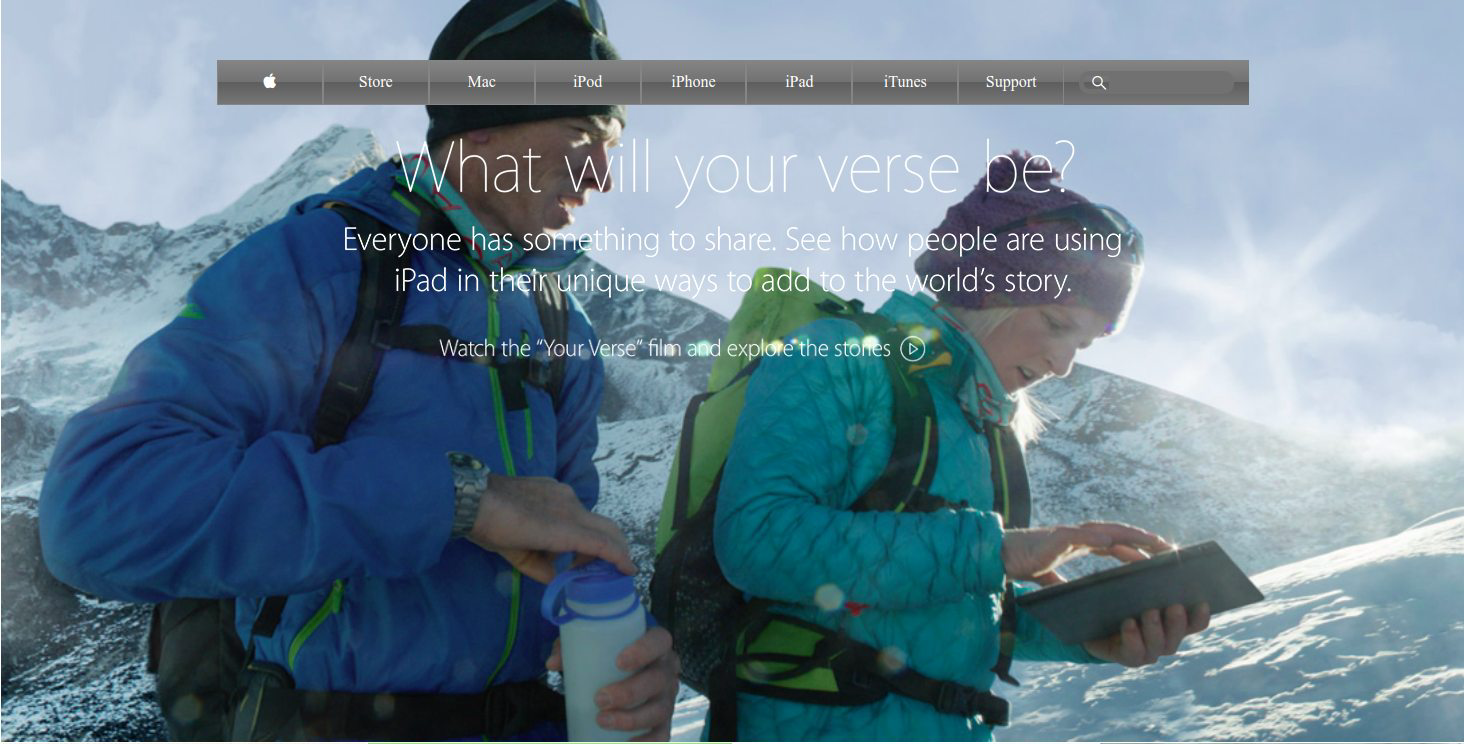 Store
Mac
iPod
iPhone
iPad
iTunes
Support
What will your verse be?
Everyone has something to share. See how people are using
iPad in their unique ways to add to the world’s story.
Watch the “Your Verse” film and explore the stories